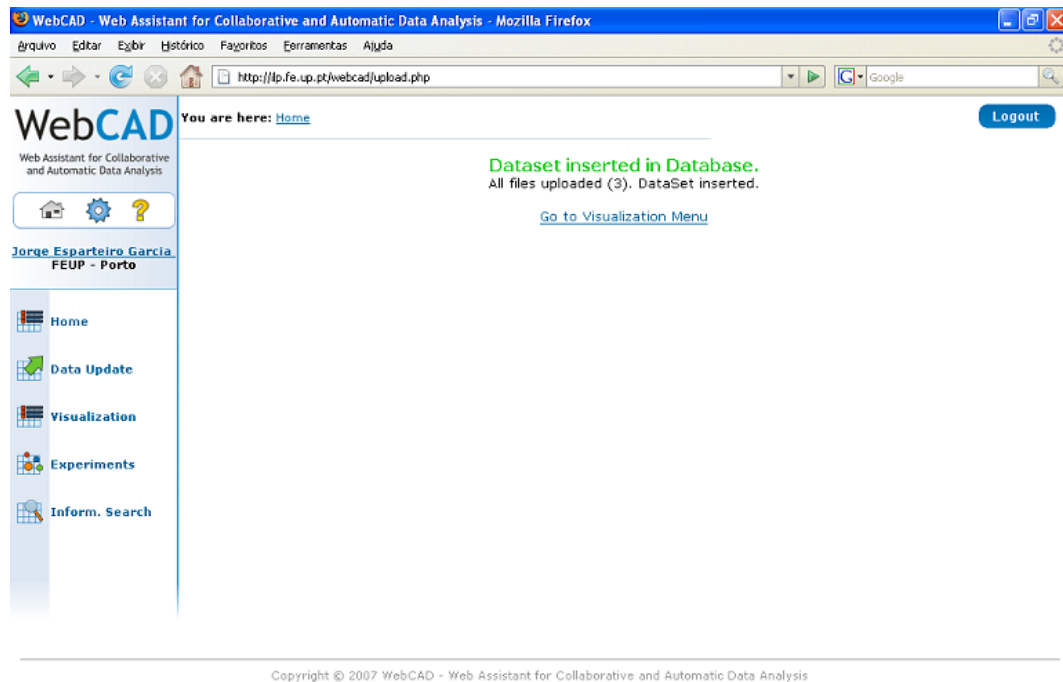 WebCAD - Web Assistant for Collaborative and Automatic Data Analysis - Mozilla Firefox
Arquivo Editar Exibir Histórico Favoritos Ferramentas Ajuda
http://lp.fe.up.pt/webcad/upload.php
G Google
WebCAD
Web Assistant for Collaborative
and Automatic Data Analysis
You are here: Home
Logout
Dataset inserted in Database.
All files uploaded (3). DataSet inserted.
Go to Visualization Menu
Jorge Esparteiro Garcia
FEUP - Porto
Home
Data Update
Visualization
Experiments
Inform. Search
Copyright © 2007 WebCAD - Web Assistant for Collaborative and Automatic Data Analysis